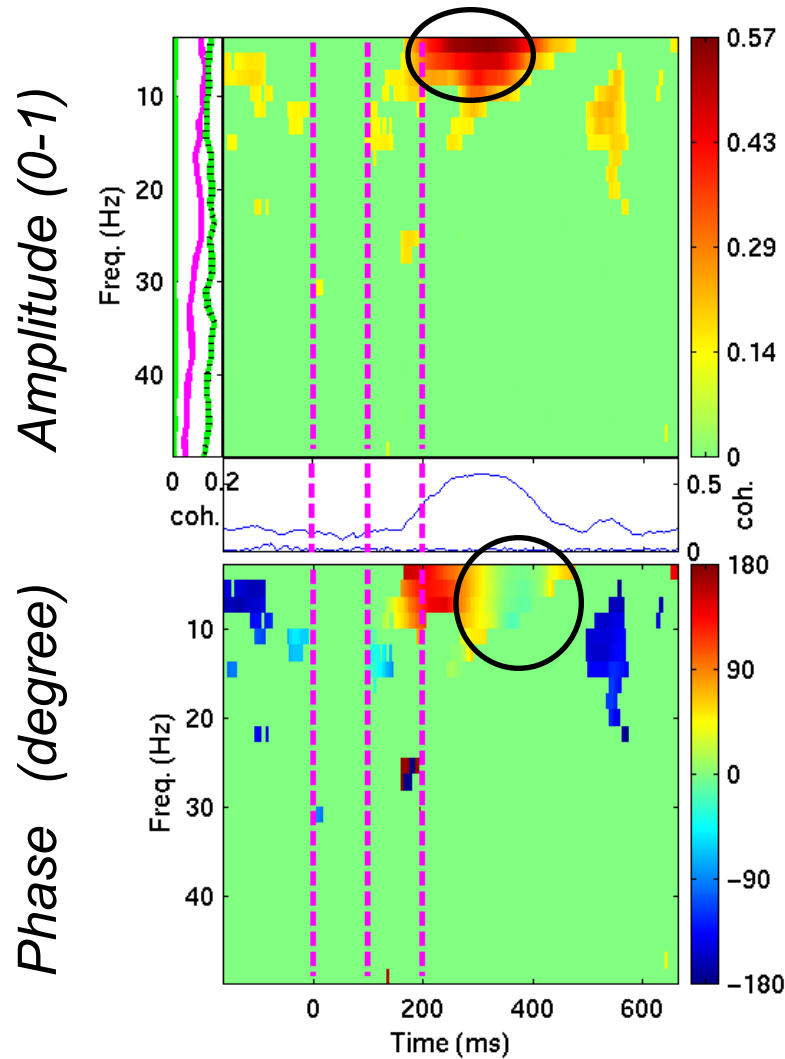 Amplitude (0-1)
Freq. (Hz)
10
20
30
40
0.57
0.43
0.29
0.14
0
0 0.2
coh.
0.5
0
coh.
Phase (degree)
Freq. (Hz)
10
20
30
40
180
90
0
−90
−180
0 200 400 600
Time (ms)